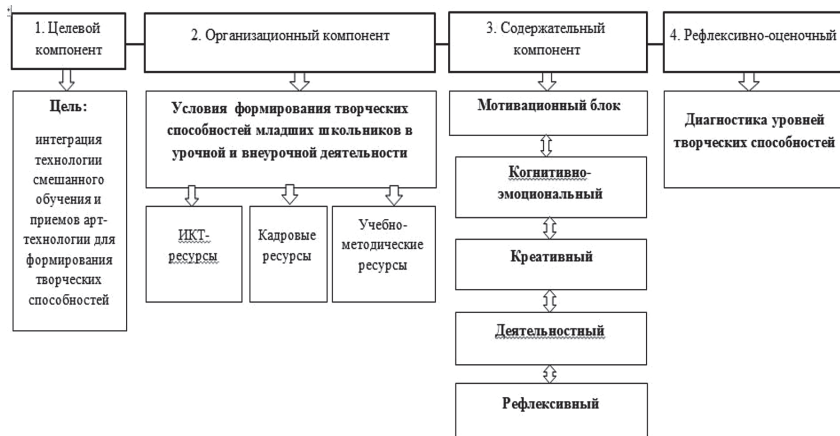 1. Целевой
компонент
2. Организационный компонент
3. Содержательный
компонент
4. Рефлексивно-оценочный
Цель:
интеграция
технологии
смешанного
обучения и
приемов арт-
технологии для
формирования
творческих
способностей
Условия формирования творческих
способностей младших школьников в
урочной и внеурочной деятельности
ИКТ-
ресурсы
Кадровые
ресурсы
Учебно-
методические
ресурсы
Мотивационный блок
Когнитивно-
эмоциональный
Креативный
Деятельностный
Рефлексивный
Диагностика уровней
творческих способностей